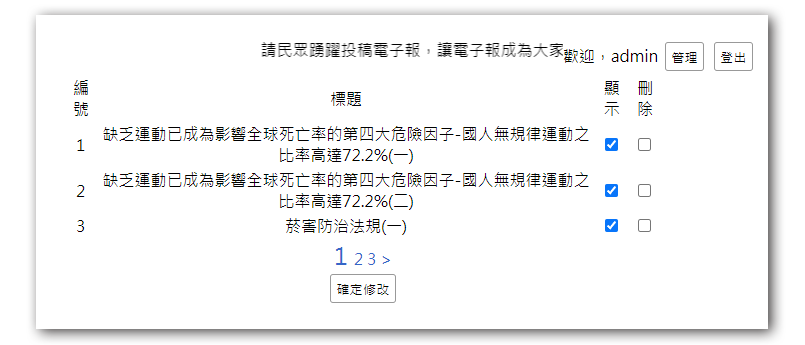 請民眾踴躍投稿電子報，讓電子報成為大家
歡迎，admin 管理 登出
編號 標題 顯示 刪除
1 缺乏運動已成為影響全球死亡率的第四大危險因子-國人無規律運動之
比率高達72.2%(一)
2 缺乏運動已成為影響全球死亡率的第四大危險因子-國人無規律運動之
比率高達72.2%(二)
3 菸害防治法規(一)
1 2 3 >
確定修改